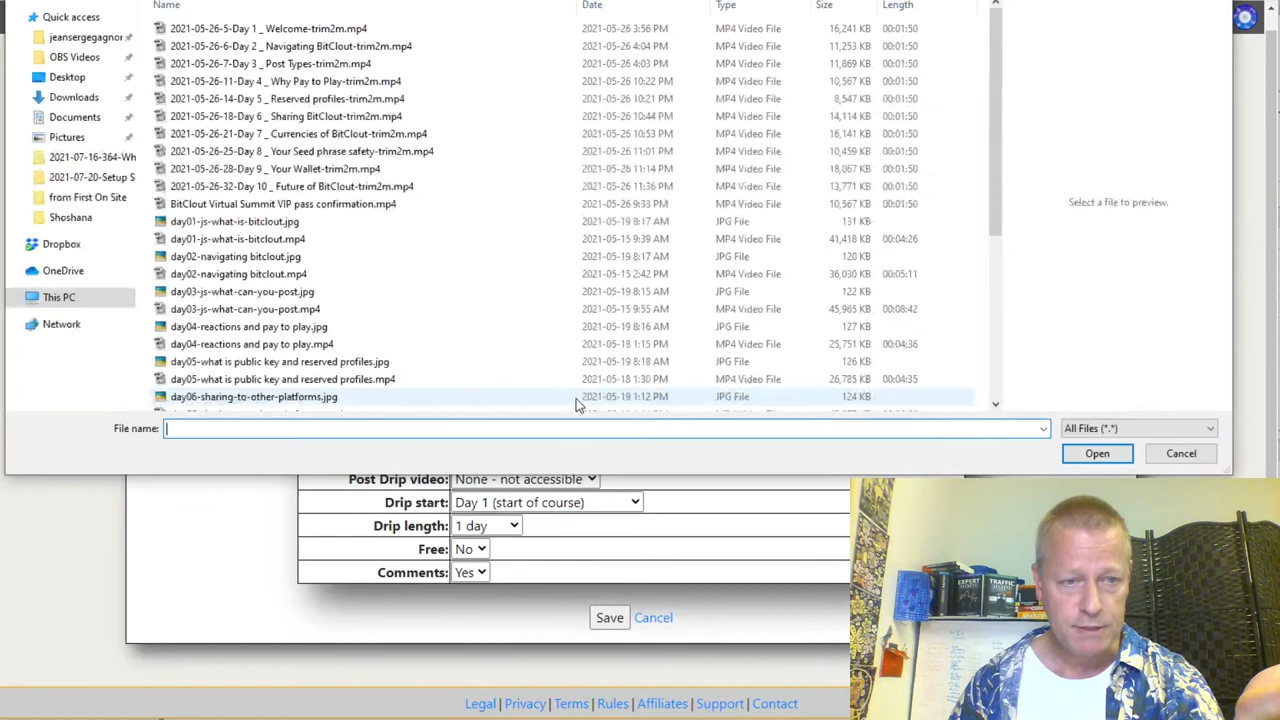 Name Date Type Size Length
Quick access
jeansergegagnor
OBS Videos
Desktop
Downloads
Documents
Pictures
2021-07-16-364-Wh
2021-07-20-Setup S
from First On Site
Shoshana
Dropbox
OneDrive
This PC
Network
2021-05-26-5-Day 1 _ Welcome-trim2m.mp4 2021-05-26 3:56 PM MP4 Video File 16,241 KB 00:01:50
2021-05-26-6-Day 2 _ Navigating BitClout-trim2m.mp4 2021-05-26 4:04 PM MP4 Video File 11,253 KB 00:01:50
2021-05-26-7-Day 3 _ Post Types-trim2m.mp4 2021-05-26 4:03 PM MP4 Video File 11,869 KB 00:01:50
2021-05-26-11-Day 4 _ Why Pay to Play-trim2m.mp4 2021-05-26 10:22 PM MP4 Video File 10,567 KB 00:01:50
2021-05-26-14-Day 5 _ Reserved profiles-trim2m.mp4 2021-05-26 10:21 PM MP4 Video File 8,547 KB 00:01:50
2021-05-26-18-Day 6 _ Sharing BitClout-trim2m.mp4 2021-05-26 10:44 PM MP4 Video File 14,114 KB 00:01:50
2021-05-26-21-Day 7 _ Currencies of BitClout-trim2m.mp4 2021-05-26 10:53 PM MP4 Video File 16,141 KB 00:01:50
2021-05-26-25-Day 8 _ Your Seed phrase safety-trim2m.mp4 2021-05-26 11:01 PM MP4 Video File 10,459 KB 00:01:50
2021-05-26-28-Day 9 _ Your Wallet-trim2m.mp4 2021-05-26 11:14 PM MP4 Video File 18,067 KB 00:01:50
2021-05-26-32-Day 10 _ Future of BitClout-trim2m.mp4 2021-05-26 11:36 PM MP4 Video File 13,771 KB 00:01:50
BitClout Virtual Summit VIP pass confirmation.mp4 2021-05-26 9:33 PM MP4 Video File 10,567 KB 00:01:50
day01-js-what-is-bitclout.jpg 2021-05-19 8:17 AM JPG File 131 KB
day01-js-what-is-bitclout.mp4 2021-05-15 9:39 AM MP4 Video File 41,418 KB 00:04:26
day02-navigating bitclout.jpg 2021-05-19 8:17 AM JPG File 120 KB
day02-navigating bitclout.mp4 2021-05-15 2:42 PM MP4 Video File 36,030 KB 00:05:11
day03-js-what-can-you-post.jpg 2021-05-19 8:15 AM JPG File 122 KB
day03-js-what-can-you-post.mp4 2021-05-15 9:55 AM MP4 Video File 45,965 KB 00:08:42
day04-reactions and pay to play.jpg 2021-05-19 8:16 AM JPG File 127 KB
day04-reactions and pay to play.mp4 2021-05-18 1:15 PM MP4 Video File 25,751 KB 00:04:36
day05-what is public key and reserved profiles.jpg 2021-05-19 8:18 AM JPG File 126 KB
day05-what is public key and reserved profiles.mp4 2021-05-18 1:30 PM MP4 Video File 26,785 KB 00:04:35
day06-sharing-to-other-platforms.jpg 2021-05-19 1:12 PM JPG File 124 KB
Select a file to preview.
File name: All Files (*.*)
Open Cancel
Post Drip video: None - not accessible
Drip start: Day 1 (start of course)
Drip length: 1 day
Free: No
Comments: Yes
Save Cancel
EXPERT SECRETS
TRAFFIC SECRETS
Legal | Privacy | Terms | Rules | Affiliates | Support | Contact